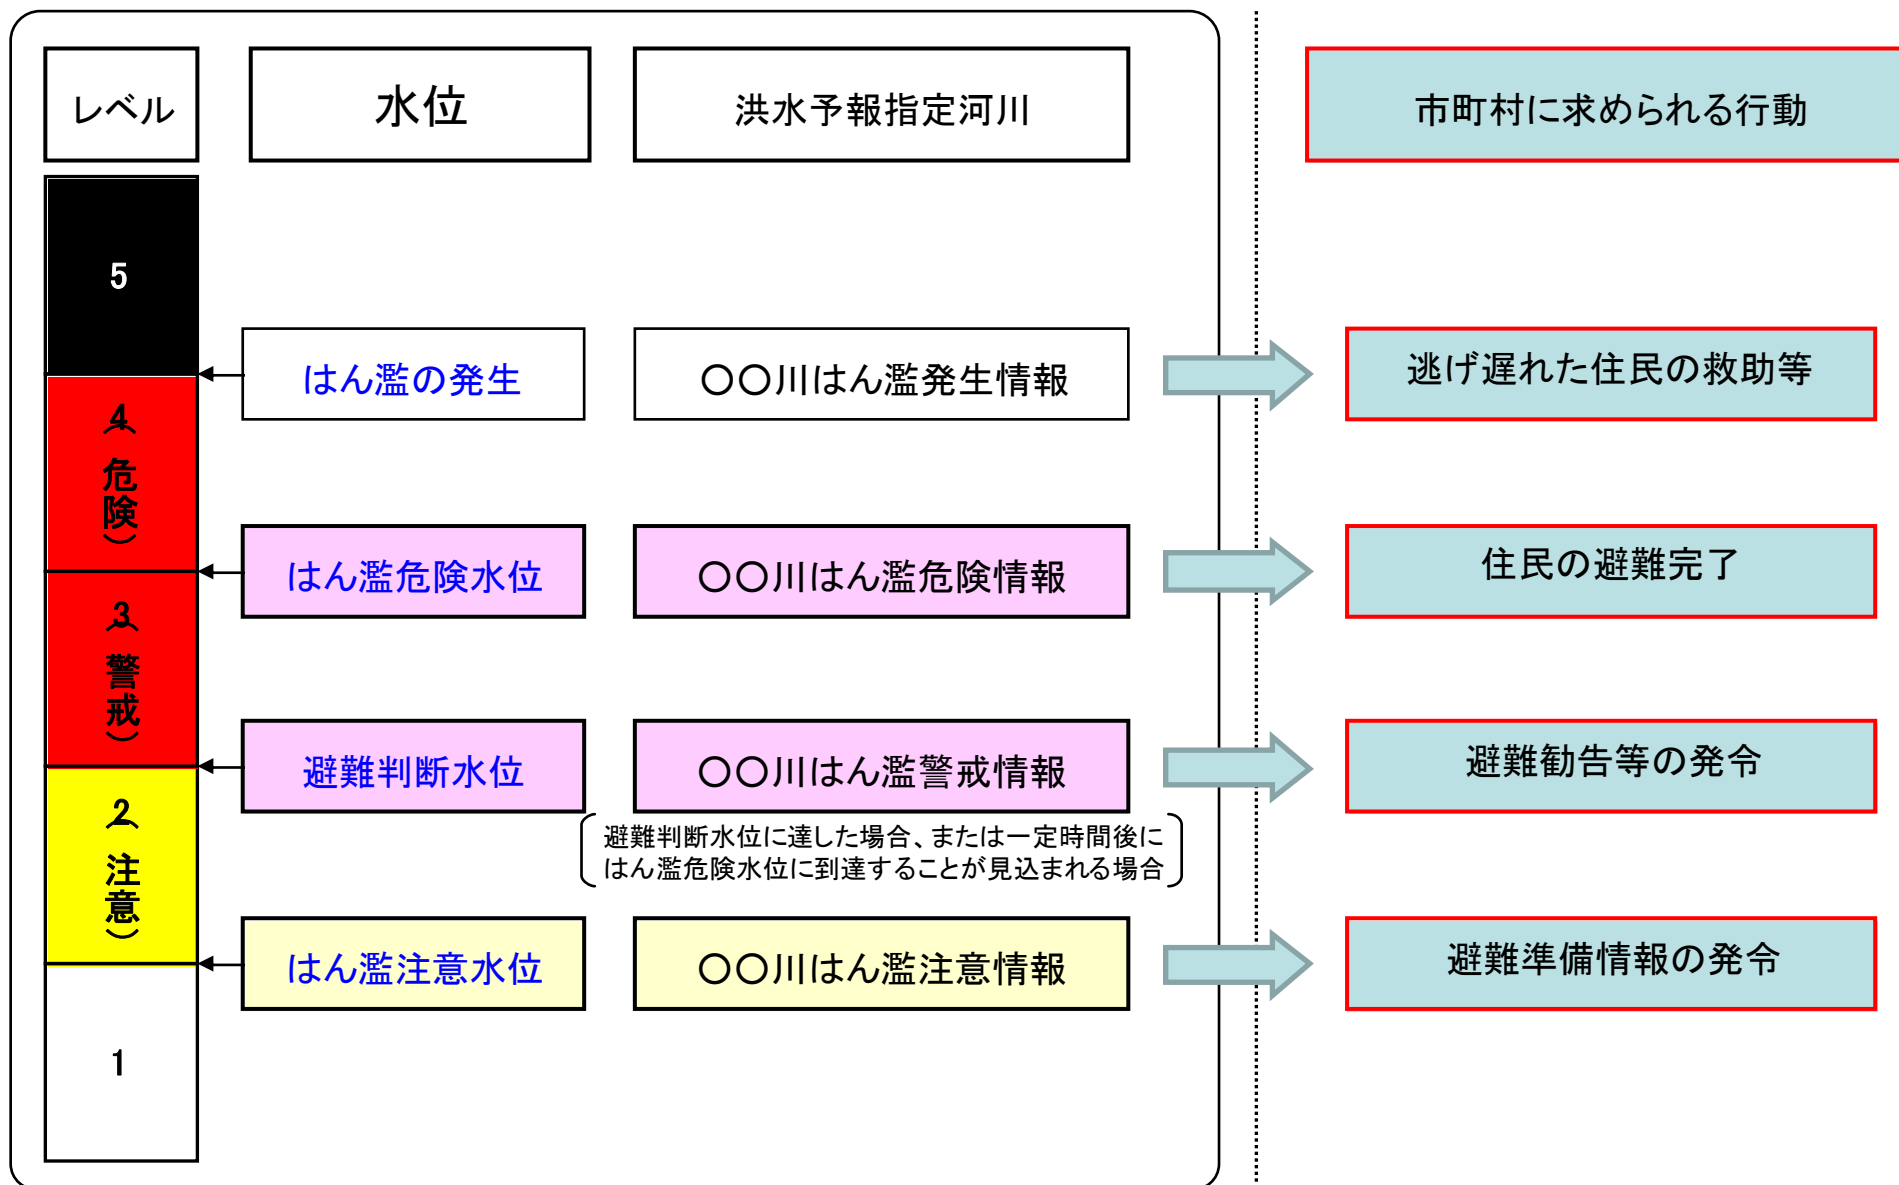 レベル
水位
洪水予報指定河川
市町村に求められる行動
5
はん濫の発生
〇〇川はん濫発生情報
逃げ遅れた住民の救助等
4（危険）
はん濫危険水位
〇〇川はん濫危険情報
住民の避難完了
3（警戒）
避難判断水位
〇〇川はん濫警戒情報
避難勧告等の発令
避難判断水位に達した場合、または一定時間後に
はん濫危険水位に到達することが見込まれる場合
2（注意）
はん濫注意水位
〇〇川はん濫注意情報
避難準備情報の発令
1